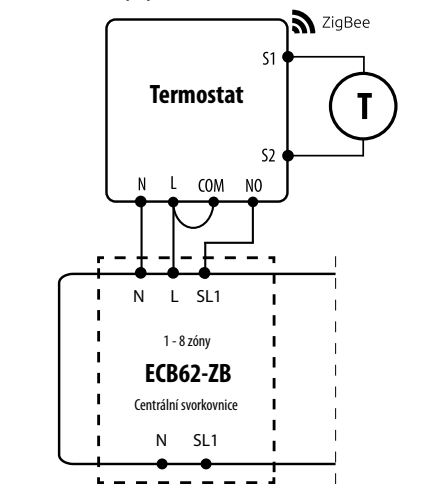 ZigBee
S1
Termostat
T
S2
N L COM NO
N L SL1
1 - 8 zóny
ECB62-ZB
Centrální svorkovnice
N SL1